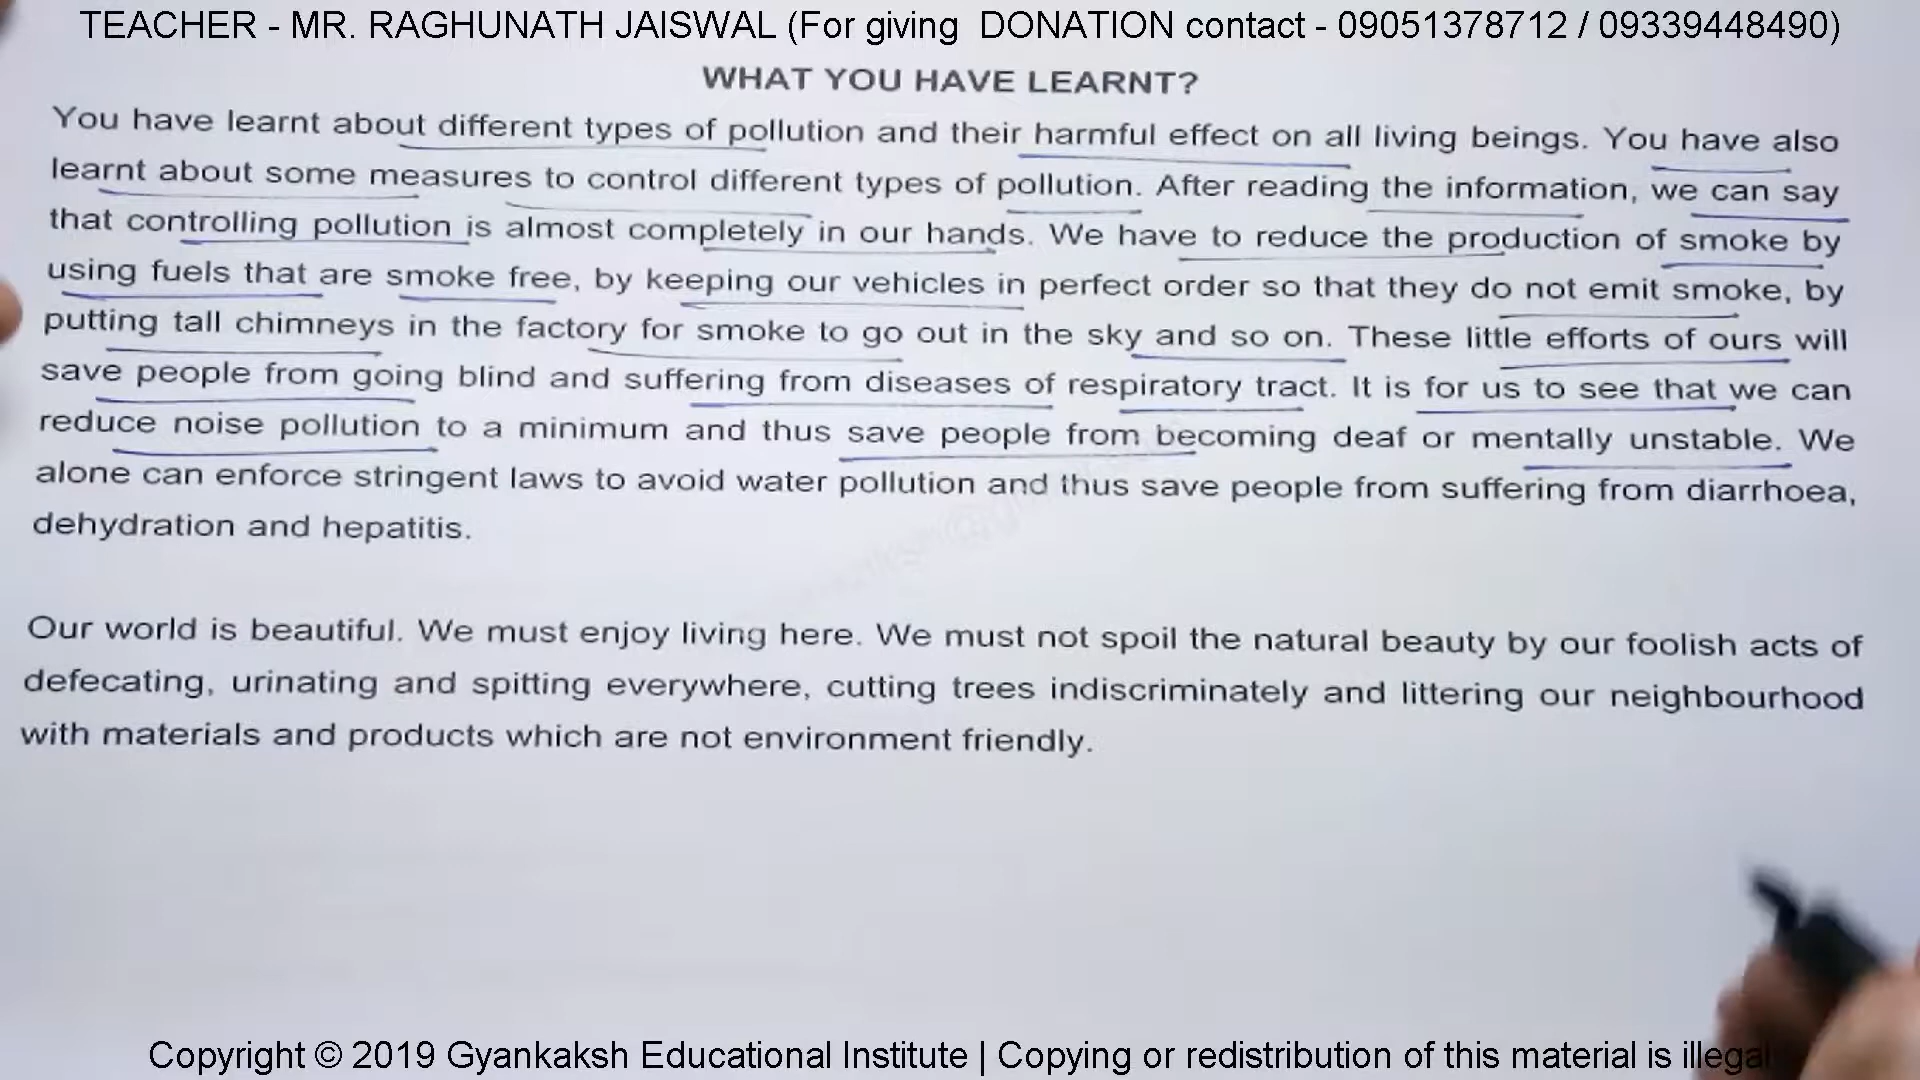 TEACHER - MR. RAGHUNATH JAISWAL (For giving  DONATION contact - 09051378712 / 09339448490)
WHAT YOU HAVE LEARNT?
You have learnt about different types of pollution and their harmful effect on all living beings. You have also
learnt about some measures to control different types of pollution. After reading the information, we can say
that controlling pollution is almost completely in our hands. We have to reduce the production of smoke by
using fuels that are smoke free, by keeping our vehicles in perfect order so that they do not emit smoke, by
putting tall chimneys in the factory for smoke to go out in the sky and so on. These little efforts of ours will
save people from going blind and suffering from diseases of respiratory tract. It is for us to see that we can
reduce noise pollution to a minimum and thus save people from becoming deaf or mentally unstable. We
alone can enforce stringent laws to avoid water pollution and thus save people from suffering from diarrhoea,
dehydration and hepatitis.
Our world is beautiful. We must enjoy living here. We must not spoil the natural beauty by our foolish acts of
defecating, urinating and spitting everywhere, cutting trees indiscriminately and littering our neighbourhood
with materials and products which are not environment friendly.
Copyright © 2019 Gyankaksh Educational Institute | Copying or redistribution of this material is illegal